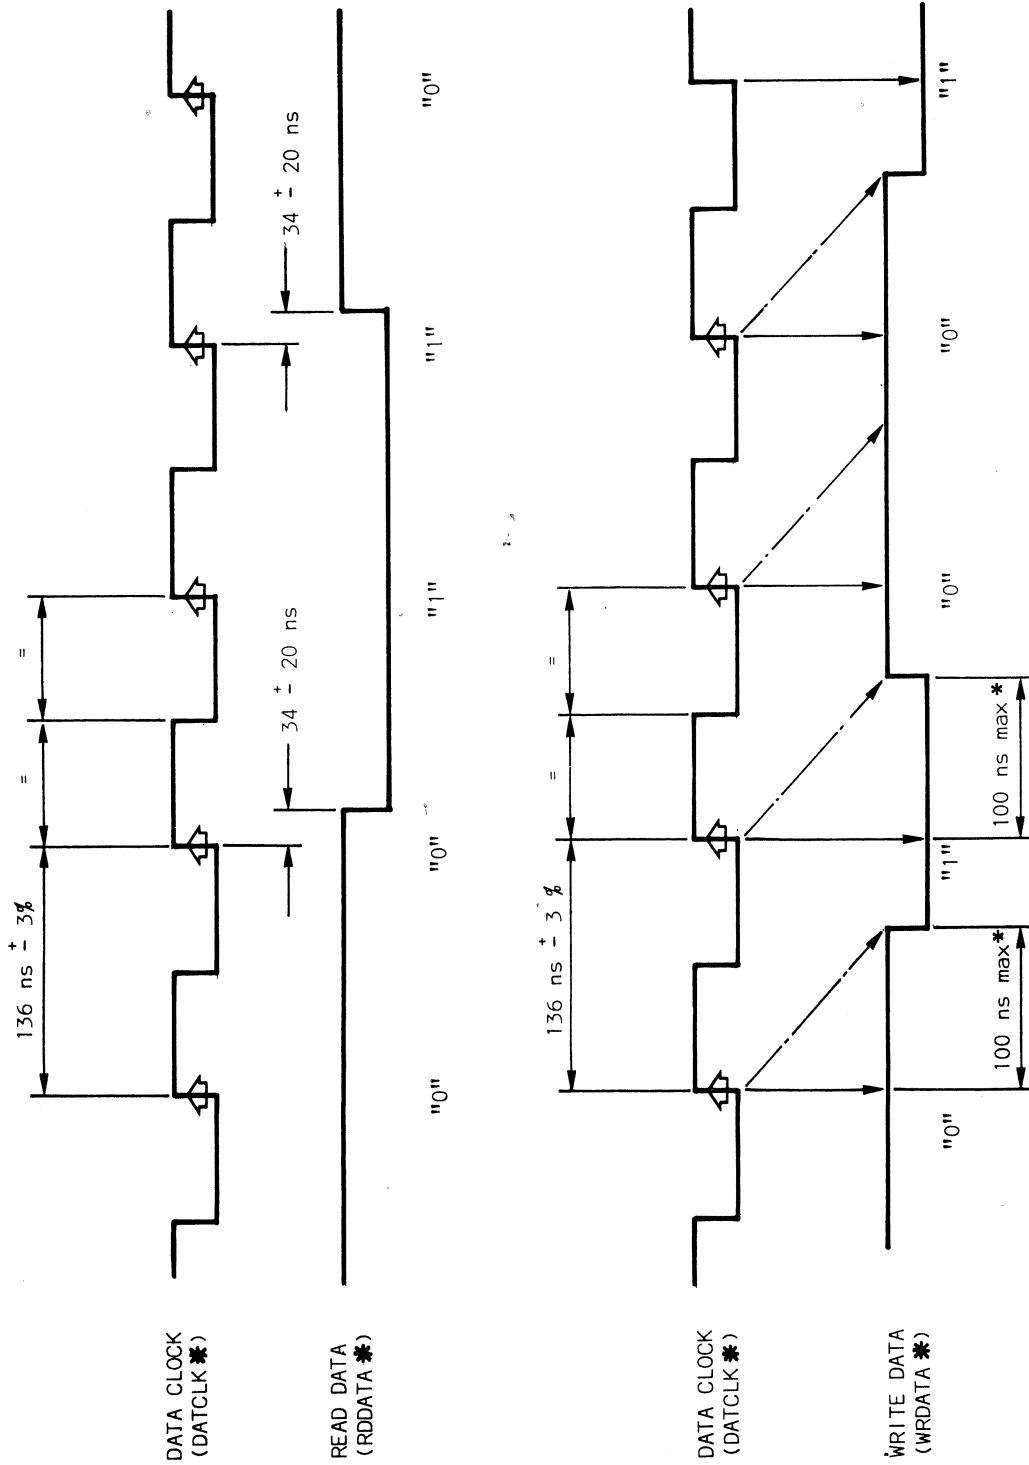 136 ns ± 3%
=
=
DATA CLOCK
(DATCLK*)
34 ± 20 ns
34 ± 20 ns
READ DATA
(RDDATA*)
"0"
"0"
"1"
"1"
"0"
136 ns ± 3 %
=
=
DATA CLOCK
(DATCLK*)
WRITE DATA
(WRDATA*)
"0"
"1"
"0"
"0"
"1"
100 ns max*
100 ns max*